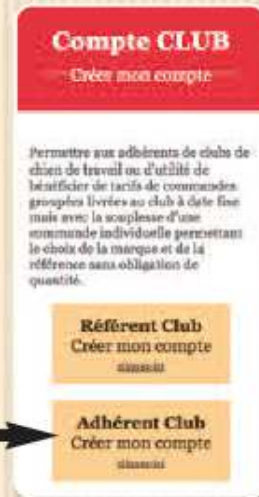 Compte CLUB
Créer mon compte
Permettre aux adhérents de clubs de
chien de travail ou d'utilité de
bénéficier de tarifs de commandes
groupées livrées au club à date fixe
mais avec la souplesse d'une
commande individuelle permettant
le choix de la marque et de la
référence sans obligation de
quantité.
Référent Club
Créer mon compte
Adhérent Club
Créer mon compte